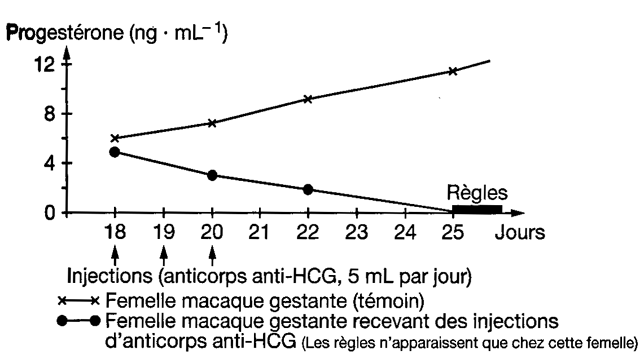 Progestérone (ng · mL⁻¹)
12
8
4
0
Règles
18 19 20 21 22 23 24 25 Jours
Injections (anticorps anti-HCG, 5 mL par jour)
Femelle macaque gestante (témoin)
Femelle macaque gestante recevant des injections
d'anticorps anti-HCG (Les règles n'apparaissent que chez cette femelle)